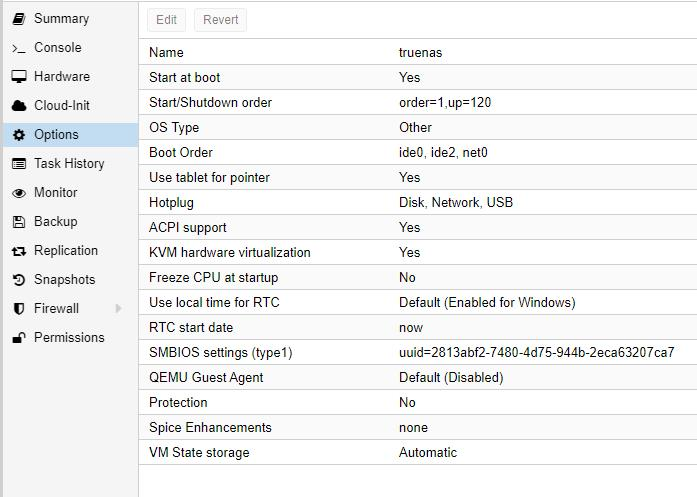 Summary
Console
Hardware
Cloud-Init
Options
Task History
Monitor
Backup
Replication
Snapshots
Firewall
Permissions
Edit Revert
Name truenas
Start at boot Yes
Start/Shutdown order order=1,up=120
OS Type Other
Boot Order ide0, ide2, net0
Use tablet for pointer Yes
Hotplug Disk, Network, USB
ACPI support Yes
KVM hardware virtualization Yes
Freeze CPU at startup No
Use local time for RTC Default (Enabled for Windows)
RTC start date now
SMBIOS settings (type1) uuid=2813abf2-7480-4d75-944b-2eca63207ca7
QEMU Guest Agent Default (Disabled)
Protection No
Spice Enhancements none
VM State storage Automatic